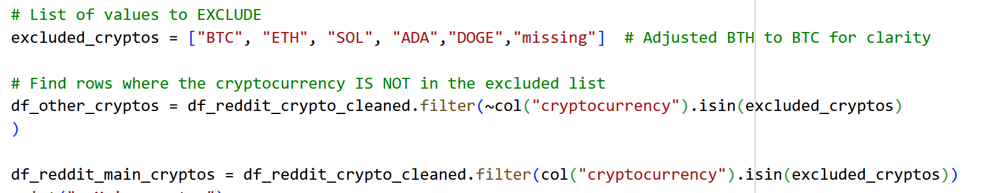 # List of values to EXCLUDE
excluded_cryptos = ["BTC", "ETH", "SOL", "ADA","DOGE","missing"]  # Adjusted BTH to BTC for clarity
# Find rows where the cryptocurrency IS NOT in the excluded list
df_other_cryptos = df_reddit_crypto_cleaned.filter(~col("cryptocurrency").isin(excluded_cryptos)
)
df_reddit_main_cryptos = df_reddit_crypto_cleaned.filter(col("cryptocurrency").isin(excluded_cryptos))